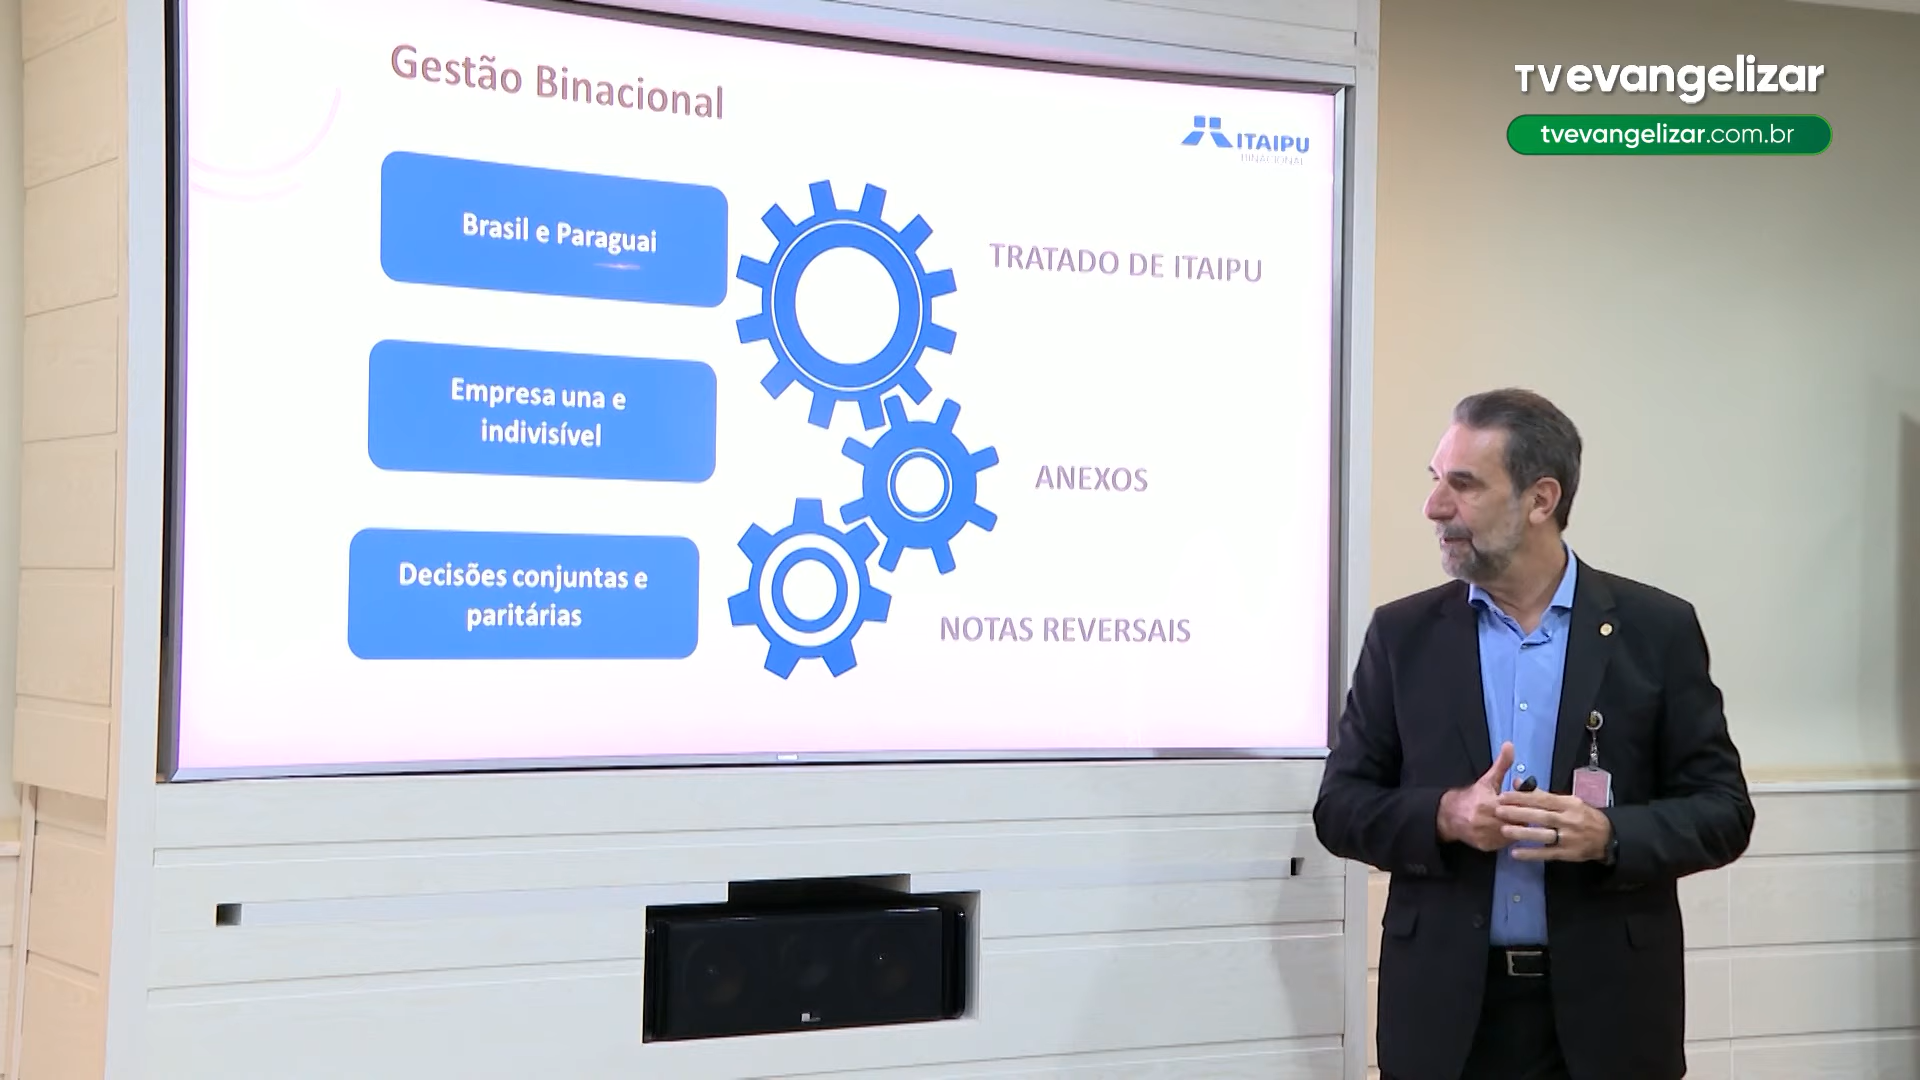 TVevangelizar
tvevangelizar.com.br
Gestão Binacional
ITAIPU
BINACIONAL
Brasil e Paraguai
TRATADO DE ITAIPU
Empresa una e
indivisível
ANEXOS
Decisões conjuntas e
paritárias
NOTAS REVERSAIS